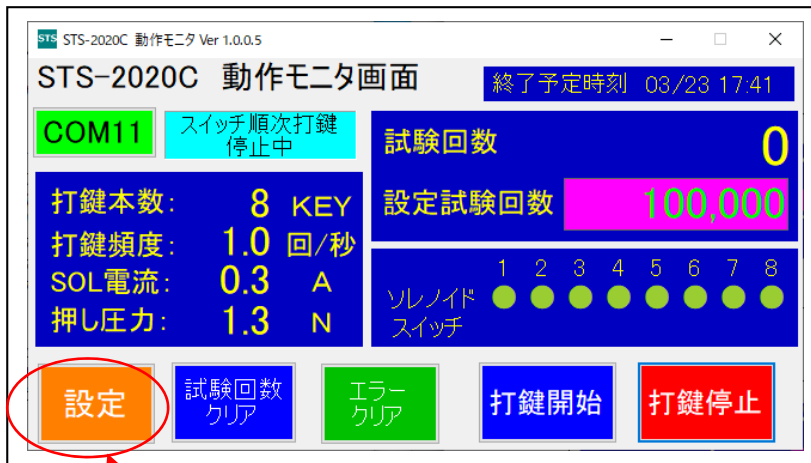 STS STS-2020C 動作モニタ Ver 1.0.0.5
STS-2020C 動作モニタ画面
終了予定時刻 03/23 17:41
COM11
スイッチ順次打鍵
停止中
試験回数 0
設定試験回数 100,000
打鍵本数: 8 KEY
打鍵頻度: 1.0 回/秒
SOL電流: 0.3 A
押し圧力: 1.3 N
1 2 3 4 5 6 7 8
ソレノイド
スイッチ
設定
試験回数
クリア
エラー
クリア
打鍵開始
打鍵停止